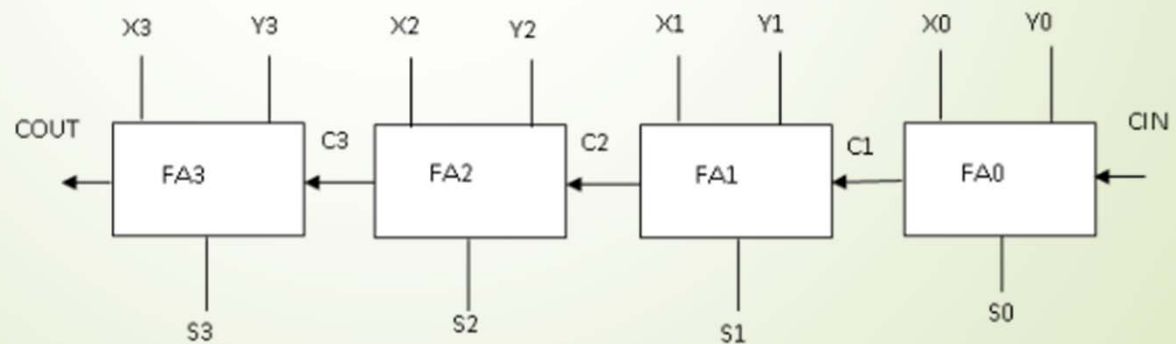 X3 Y3 X2 Y2 X1 Y1 X0 Y0
COUT C3 C2 C1 CIN
FA3 FA2 FA1 FA0
S3 S2 S1 S0